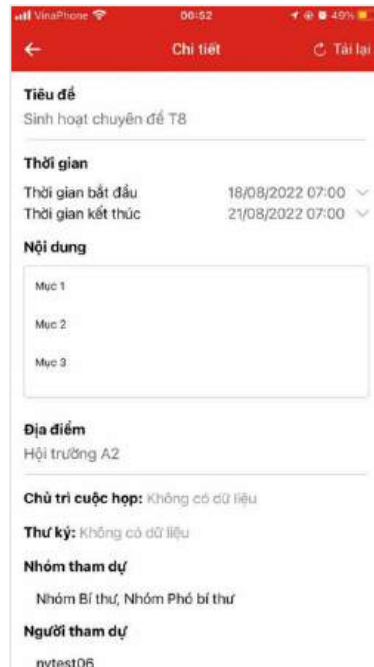 VinaPhone 06:52 49%
Chi tiết Tải lại
Tiêu đề
Sinh hoạt chuyên đề T8
Thời gian
Thời gian bắt đầu 18/08/2022 07:00
Thời gian kết thúc 21/08/2022 07:00
Nội dung
Mục 1
Mục 2
Mục 3
Địa điểm
Hội trường A2
Chủ trì cuộc họp: Không có dữ liệu
Thư ký: Không có dữ liệu
Nhóm tham dự
Nhóm Bí thư, Nhóm Phó bí thư
Người tham dự
nvtest06